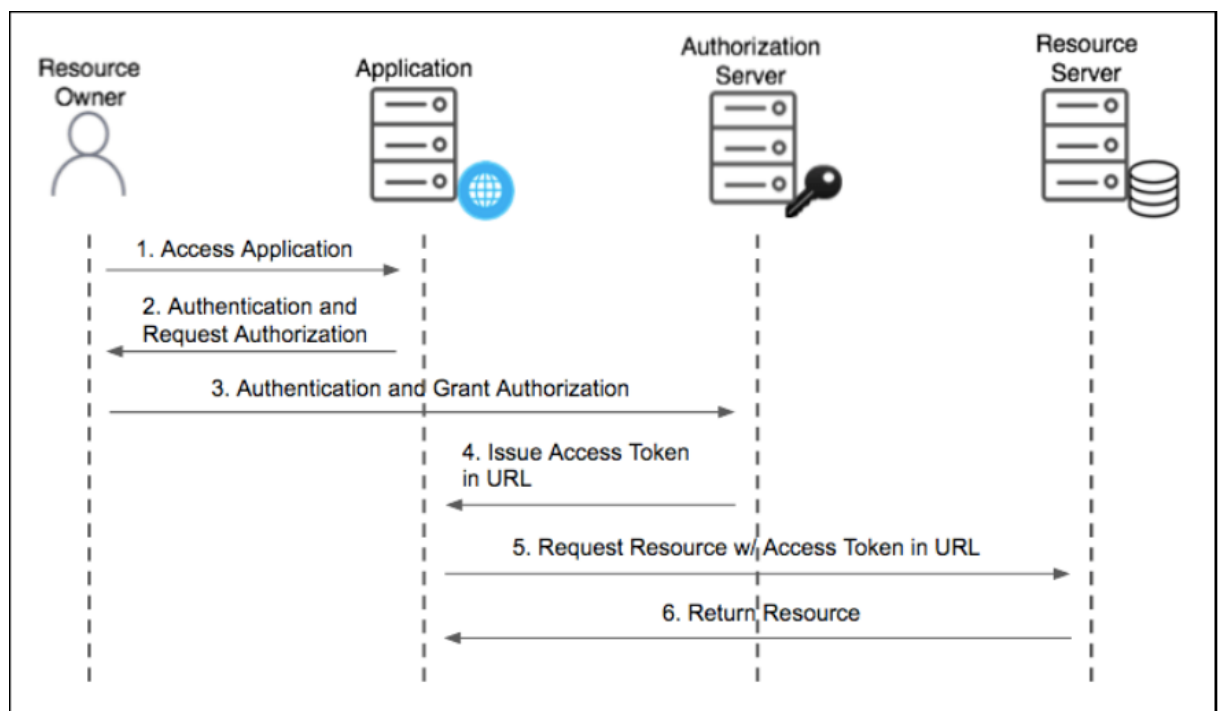 Resource
Owner
Application
Authorization
Server
Resource
Server
1. Access Application
2. Authentication and
Request Authorization
3. Authentication and Grant Authorization
4. Issue Access Token
in URL
5. Request Resource w/ Access Token in URL
6. Return Resource